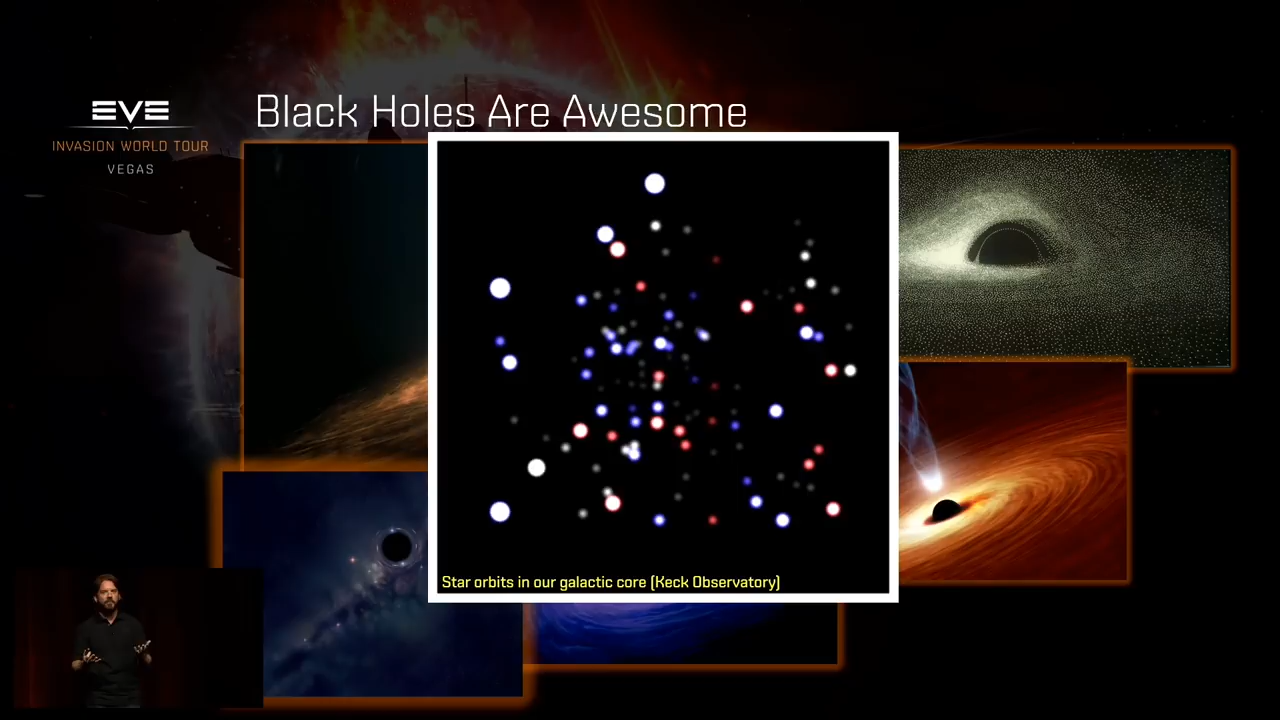 EVE
INVASION WORLD TOUR
VEGAS
Black Holes Are Awesome
Star orbits in our galactic core (Keck Observatory)